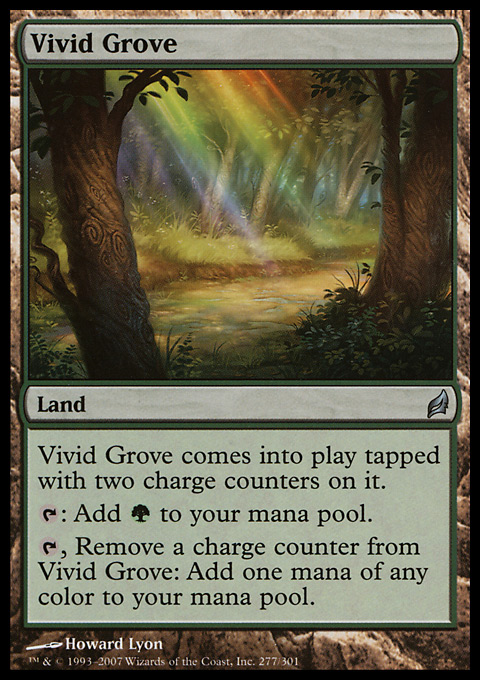 Vivid Grove
Land
Vivid Grove comes into play tapped
with two charge counters on it.
: Add to your mana pool.
, Remove a charge counter from
Vivid Grove: Add one mana of any
color to your mana pool.
Howard Lyon
™ & © 1993–2007 Wizards of the Coast, Inc. 277/301